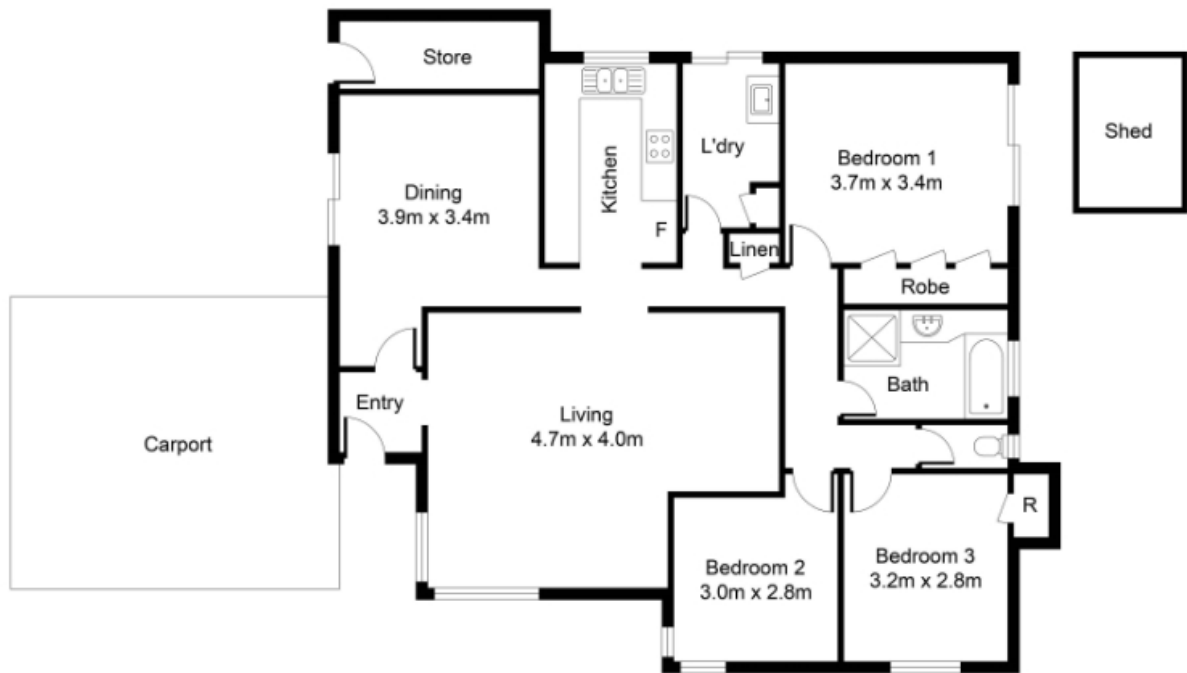 Store
Shed
Kitchen
L'dry
Bedroom 1
3.7m x 3.4m
Dining
3.9m x 3.4m
F
Linen
Robe
Bath
Entry
Living
4.7m x 4.0m
Carport
R
Bedroom 2
3.0m x 2.8m
Bedroom 3
3.2m x 2.8m